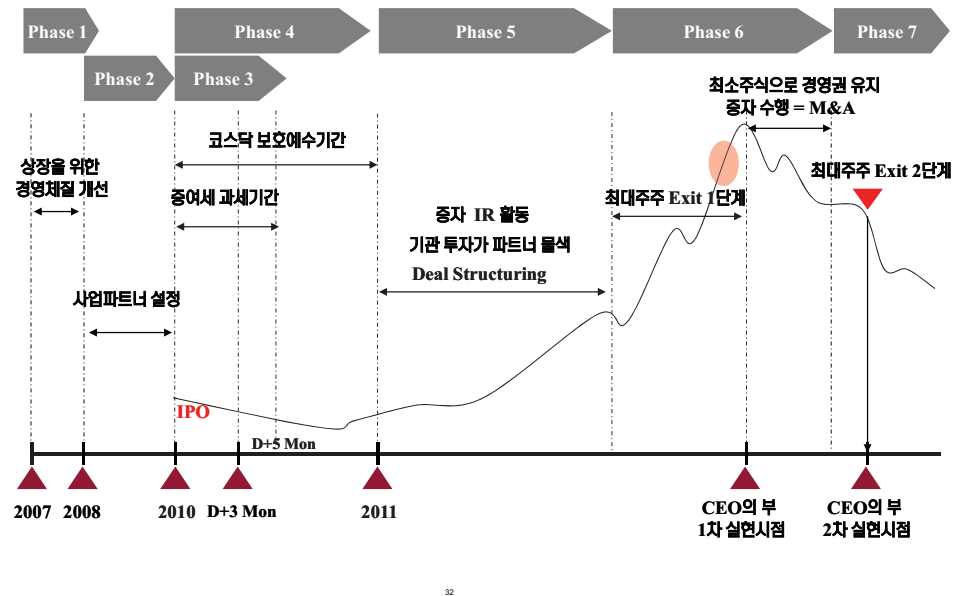 Phase 1
Phase 4
Phase 5
Phase 6
Phase 7
Phase 2
Phase 3
최소주식으로 경영권 유지
증자 수행 = M&A
코스닥 보호예수기간
상장을 위한
경영체질 개선
최대주주 Exit 2단계
증여세 과세기간
최대주주 Exit 1단계
증자 IR 활동
기관 투자가 파트너 물색
Deal Structuring
사업파트너 설정
IPO
D+5 Mon
2007
2008
2010
D+3 Mon
2011
CEO의 부
1차 실현시점
CEO의 부
2차 실현시점
32